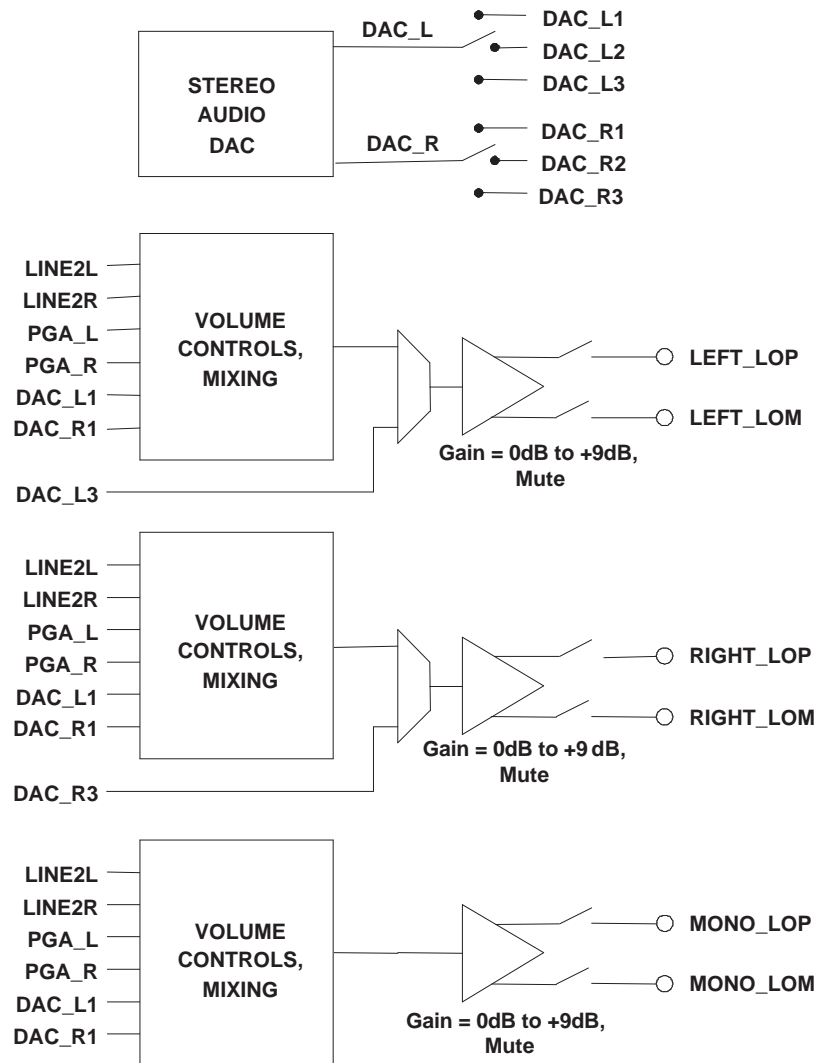 DAC_L1
DAC_L
DAC_L2
STEREO
AUDIO
DAC
DAC_L3
DAC_R1
DAC_R
DAC_R2
DAC_R3
LINE2L
LINE2R
PGA_L
PGA_R
DAC_L1
DAC_R1
VOLUME
CONTROLS,
MIXING
LEFT_LOP
LEFT_LOM
Gain = 0dB to +9dB,
Mute
DAC_L3
LINE2L
LINE2R
PGA_L
PGA_R
DAC_L1
DAC_R1
VOLUME
CONTROLS,
MIXING
RIGHT_LOP
RIGHT_LOM
Gain = 0dB to +9 dB,
Mute
DAC_R3
LINE2L
LINE2R
PGA_L
PGA_R
DAC_L1
DAC_R1
VOLUME
CONTROLS,
MIXING
MONO_LOP
MONO_LOM
Gain = 0dB to +9dB,
Mute